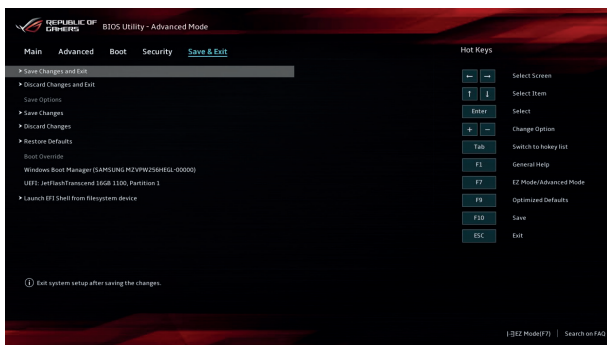 REPUBLIC OF GAMERS
BIOS Utility - Advanced Mode
Main Advanced Boot Security Save & Exit
Save Changes and Exit
Discard Changes and Exit
Save Options
Save Changes
Discard Changes
Restore Defaults
Boot Override
Windows Boot Manager (SAMSUNG MZVPW256HEGL-00000)
UEFI: JetFlashTranscend 16GB 1100, Partition 1
Launch EFI Shell from filesystem device
Exit system setup after saving the changes.
Hot Keys
← → Select Screen
↑ ↓ Select Item
Enter Select
+ − Change Option
Tab Switch to hokey list
F1 General Help
F7 EZ Mode/Advanced Mode
F9 Optimized Defaults
F10 Save
ESC Exit
EZ Mode(F7) | Search on FAQ